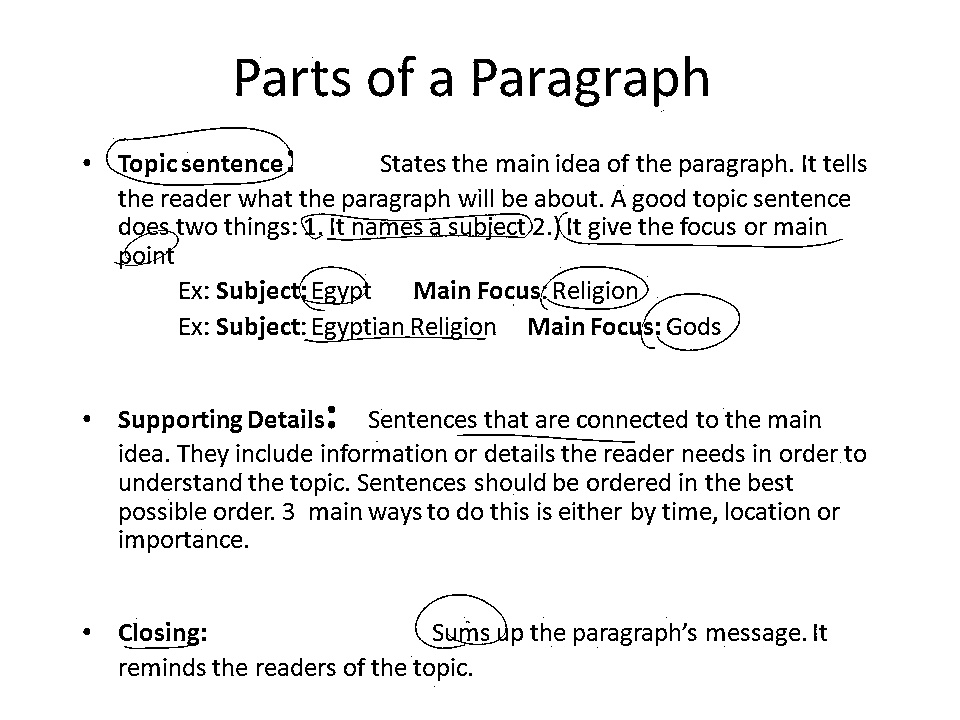 Parts of a Paragraph
• Topic sentence: States the main idea of the paragraph. It tells
the reader what the paragraph will be about. A good topic sentence
does two things: 1. It names a subject 2.) It give the focus or main
point
Ex: Subject: Egypt Main Focus: Religion
Ex: Subject: Egyptian Religion Main Focus: Gods
• Supporting Details: Sentences that are connected to the main
idea. They include information or details the reader needs in order to
understand the topic. Sentences should be ordered in the best
possible order. 3 main ways to do this is either by time, location or
importance.
• Closing: Sums up the paragraph's message. It
reminds the readers of the topic.